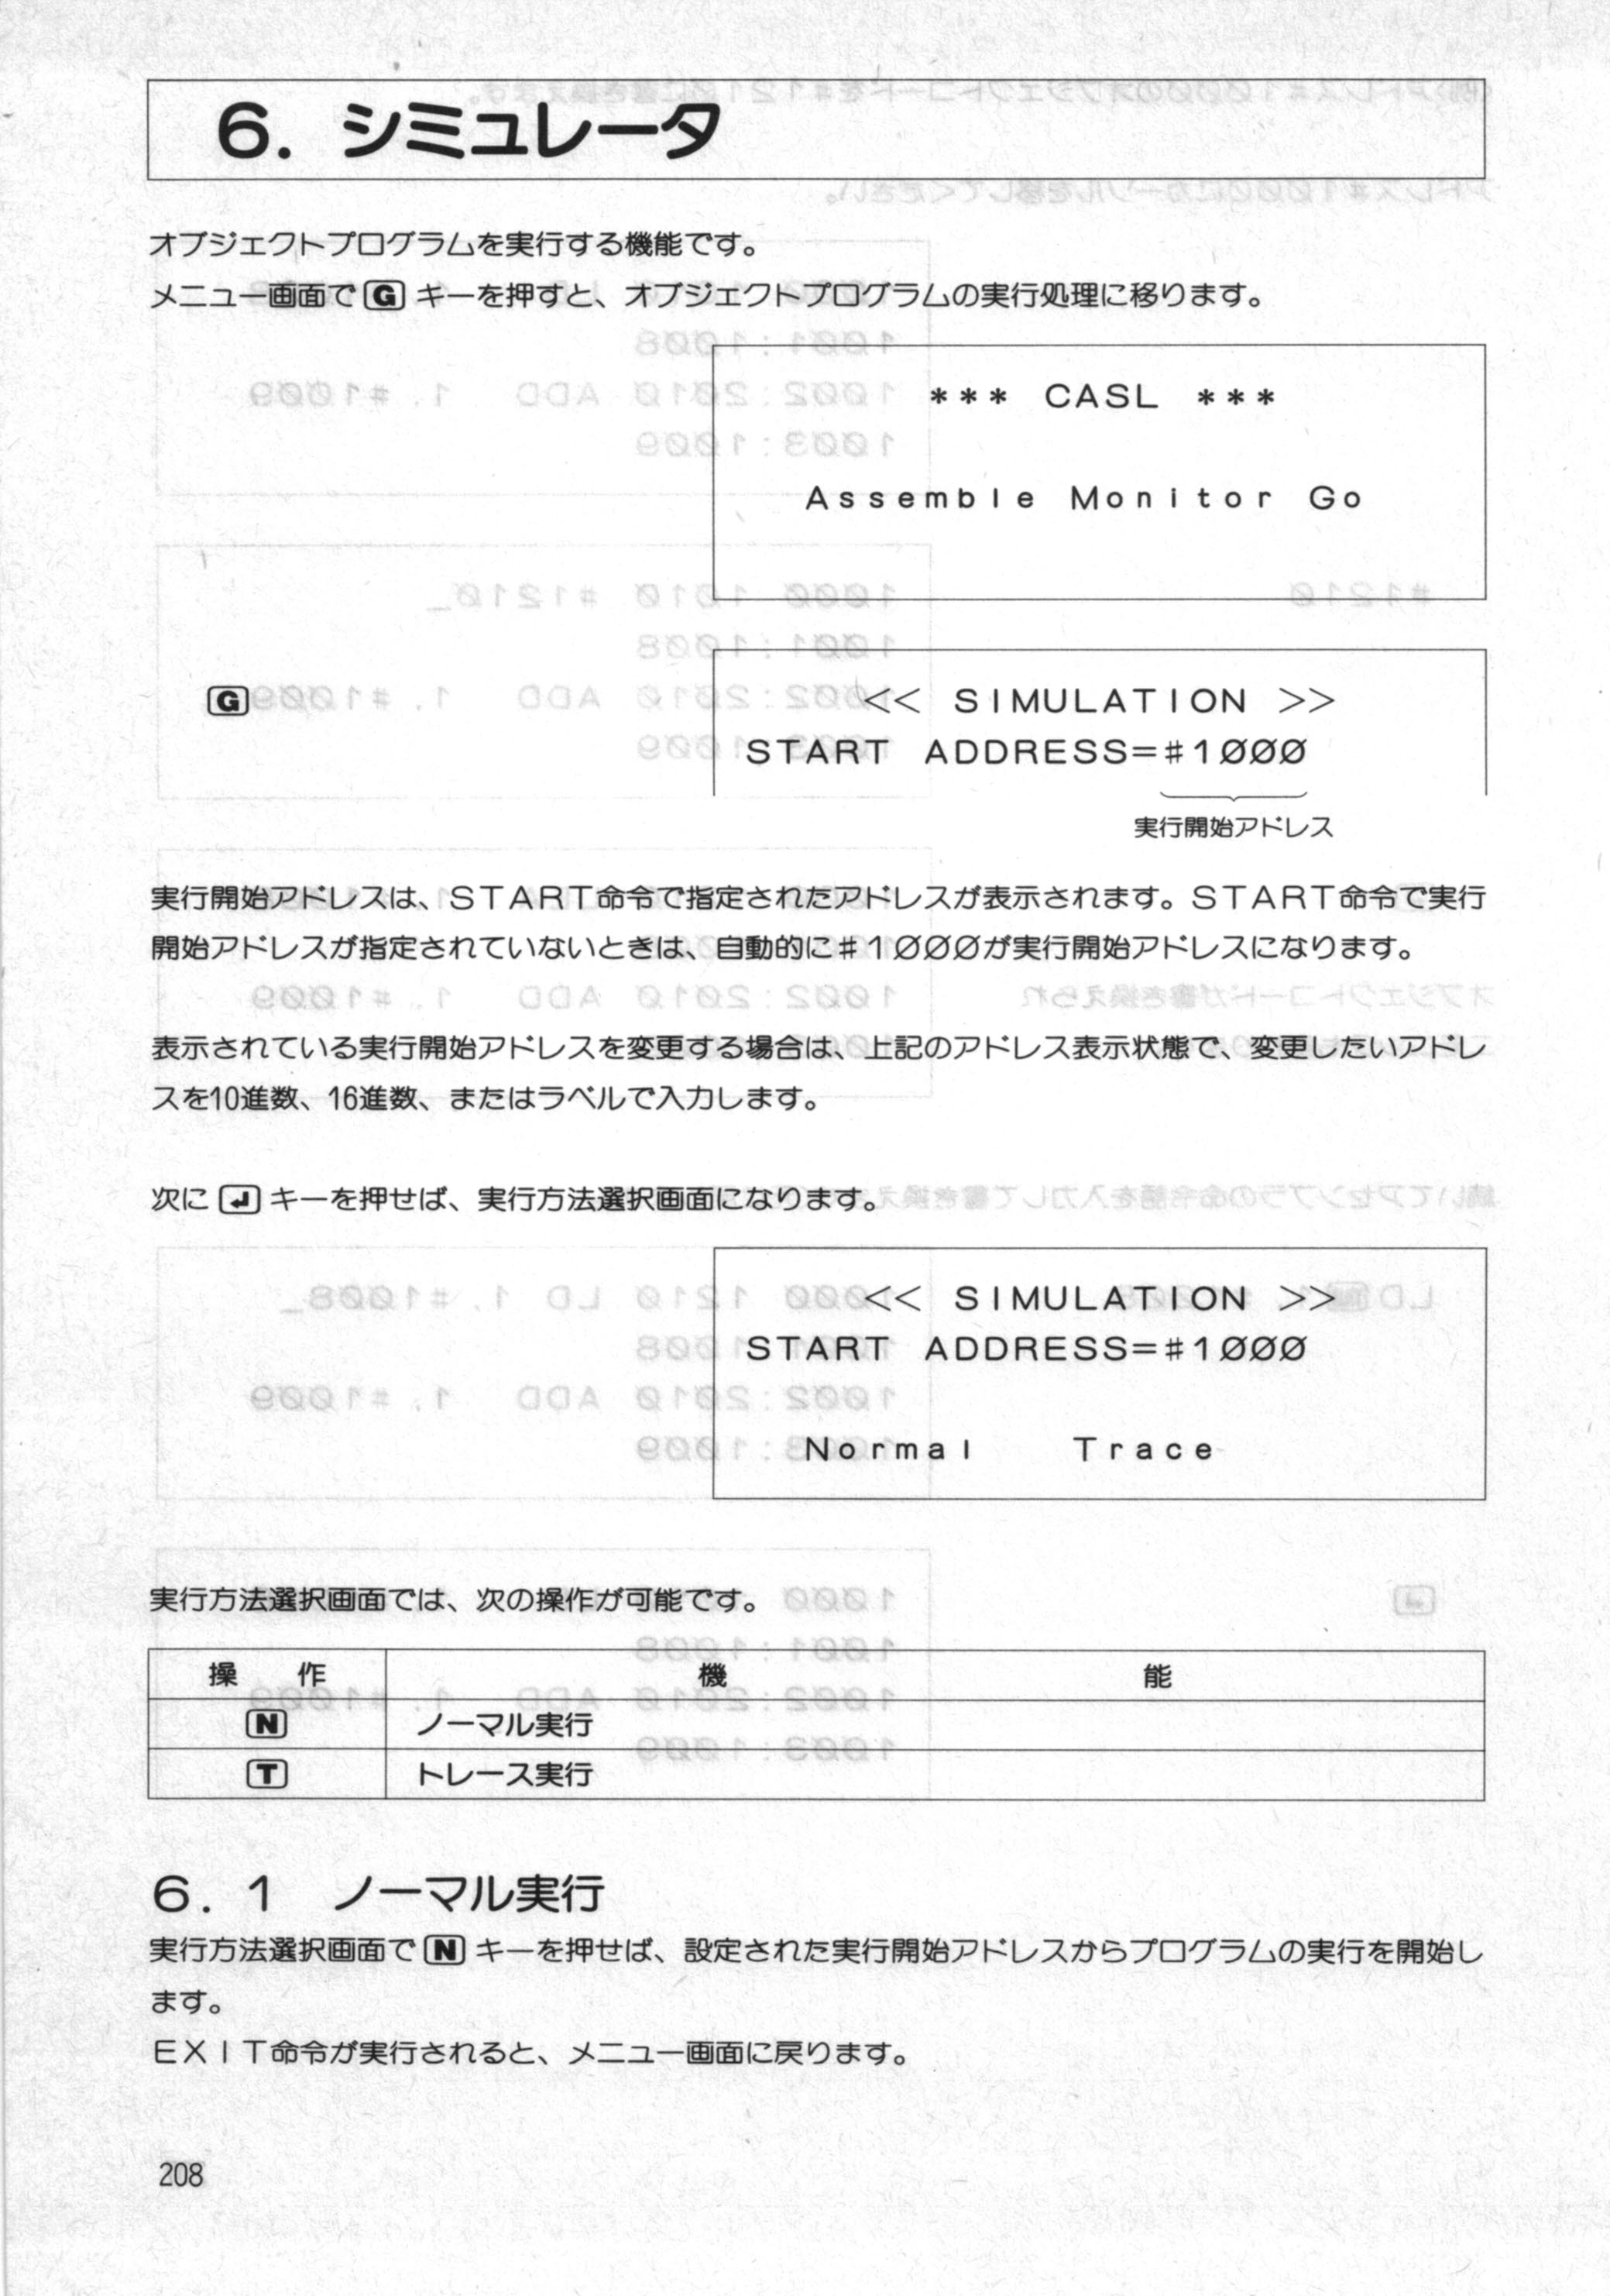 6. シミュレータ
オブジェクトプログラムを実行する機能です。
メニュー画面で G キーを押すと、オブジェクトプログラムの実行処理に移ります。
*** CASL ***
Assemble Monitor Go
G
<< SIMULATION >>
START ADDRESS=#1000
実行開始アドレス
実行開始アドレスは、START命令で指定されたアドレスが表示されます。START命令で実行
開始アドレスが指定されていないときは、自動的に#1000が実行開始アドレスになります。
表示されている実行開始アドレスを変更する場合は、上記のアドレス表示状態で、変更したいアドレ
スを10進数、16進数、またはラベルで入力します。
次に ↵ キーを押せば、実行方法選択画面になります。
<< SIMULATION >>
START ADDRESS=#1000
Normal Trace
実行方法選択画面では、次の操作が可能です。
操 作 機 能
N ノーマル実行
T トレース実行
6.1 ノーマル実行
実行方法選択画面で N キーを押せば、設定された実行開始アドレスからプログラムの実行を開始し
ます。
EXIT命令が実行されると、メニュー画面に戻ります。
208